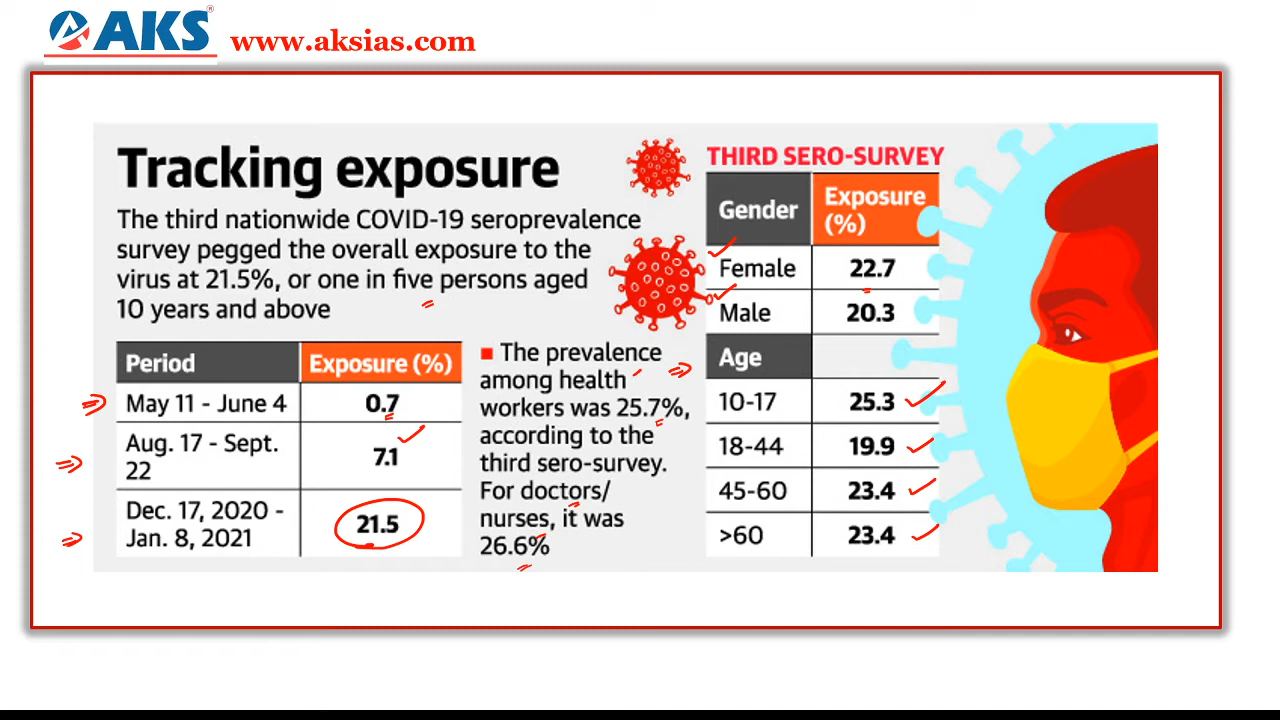 AKS
www.aksias.com
Tracking exposure
The third nationwide COVID-19 seroprevalence
survey pegged the overall exposure to the
virus at 21.5%, or one in five persons aged
10 years and above
Period Exposure (%)
May 11 - June 4 0.7
Aug. 17 - Sept.
22 7.1
Dec. 17, 2020 -
Jan. 8, 2021 21.5
■ The prevalence
among health
workers was 25.7%,
according to the
third sero-survey.
For doctors/
nurses, it was
26.6%
THIRD SERO-SURVEY
Gender Exposure
(%)
Female 22.7
Male 20.3
Age
10-17 25.3
18-44 19.9
45-60 23.4
>60 23.4